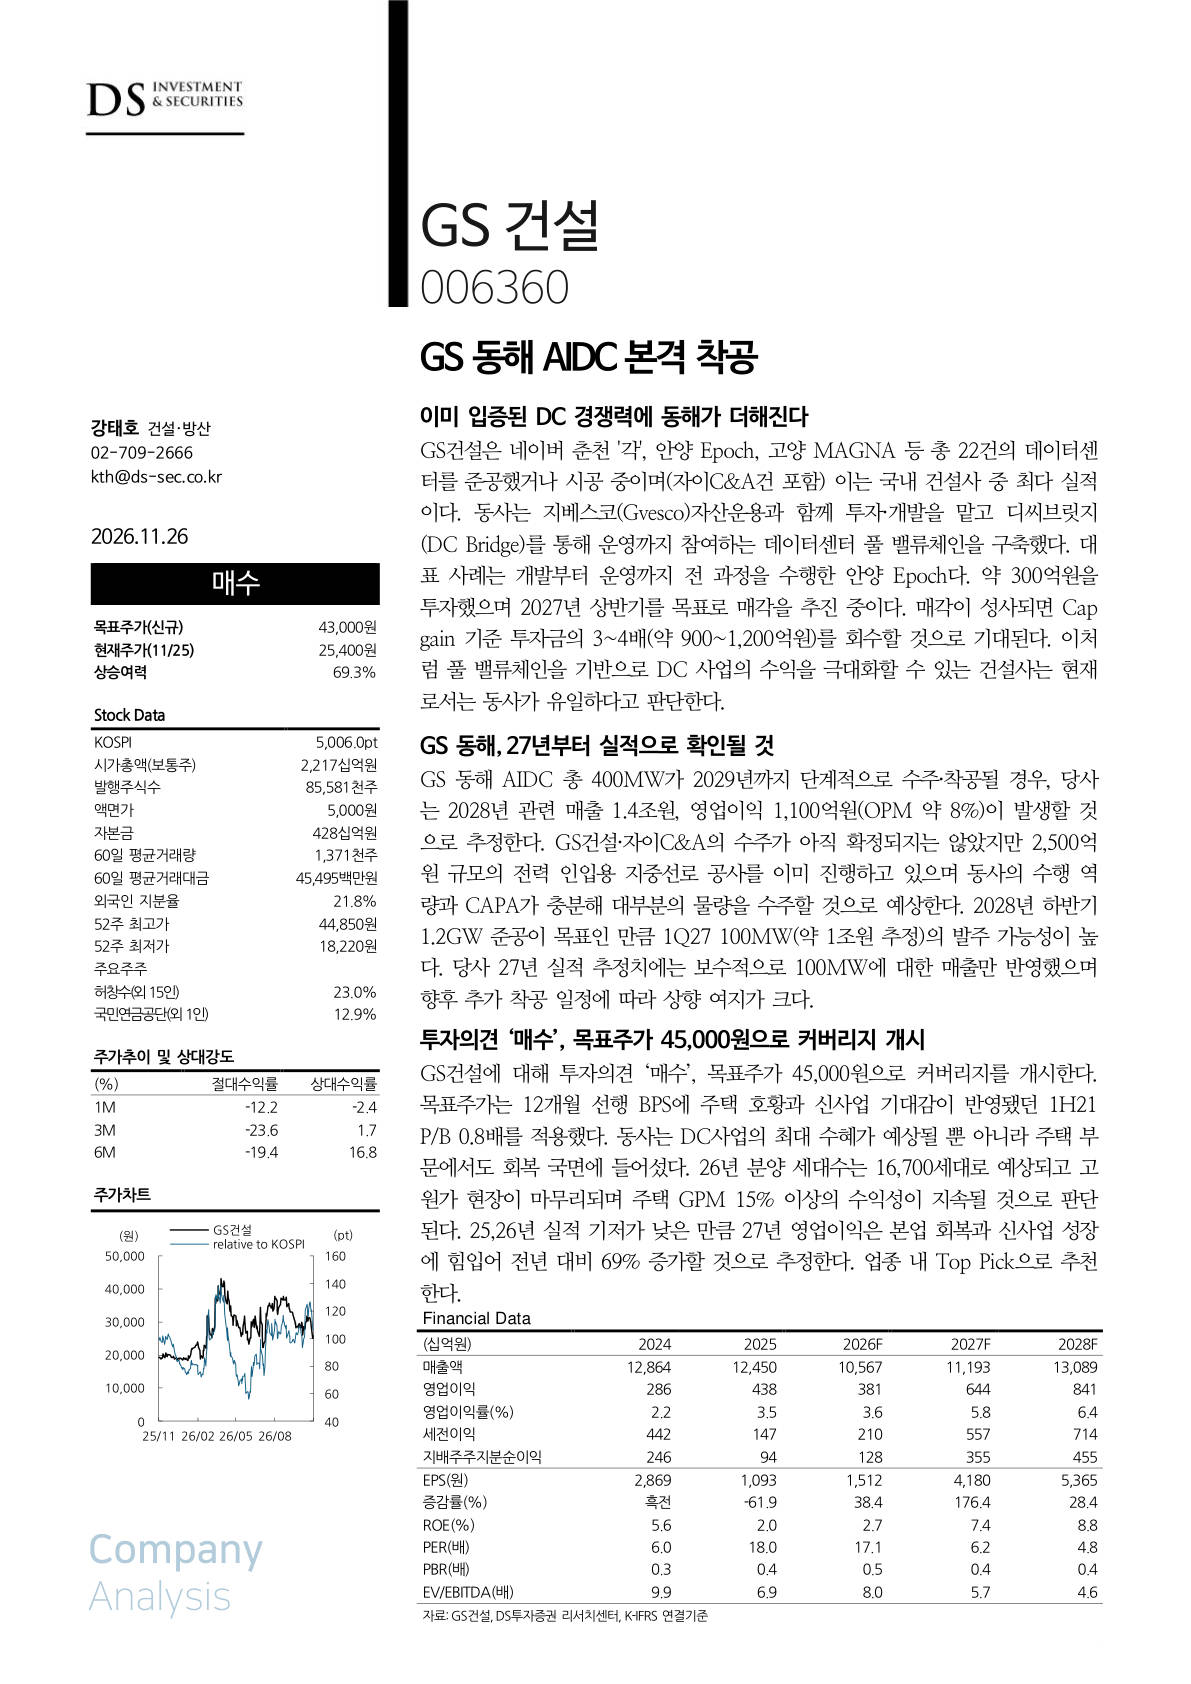 DS INVESTMENT
& SECURITIES
GS 건설
006360
GS 동해 AIDC 본격 착공
강태호 건설·방산
02-709-2666
kth@ds-sec.co.kr
2026.11.26
매수
목표주가(신규) 43,000원
현재주가(11/25) 25,400원
상승여력 69.3%
Stock Data
KOSPI 5,006.0pt
시가총액(보통주) 2,217십억원
발행주식수 85,581천주
액면가 5,000원
자본금 428십억원
60일 평균거래량 1,371천주
60일 평균거래대금 45,495백만원
외국인 지분율 21.8%
52주 최고가 44,850원
52주 최저가 18,220원
주요주주
허창수(외 15인) 23.0%
국민연금공단(외 1인) 12.9%
주가추이 및 상대강도
(%) 절대수익률 상대수익률
1M -12.2 -2.4
3M -23.6 1.7
6M -19.4 16.8
주가차트
(원) GS건설 (pt)
relative to KOSPI
50,000 160
40,000 140
30,000 120
20,000 100
10,000 80
0 60
40
25/11 26/02 26/05 26/08
Company
Analysis
이미 입증된 DC 경쟁력에 동해가 더해진다
GS건설은 네이버 춘천 '각', 안양 Epoch, 고양 MAGNA 등 총 22건의 데이터센
터를 준공했거나 시공 중이며(자이C&A건 포함) 이는 국내 건설사 중 최다 실적
이다. 동사는 지베스코(Gvesco)자산운용과 함께 투자·개발을 맡고 디씨브릿지
(DC Bridge)를 통해 운영까지 참여하는 데이터센터 풀 밸류체인을 구축했다. 대
표 사례는 개발부터 운영까지 전 과정을 수행한 안양 Epoch다. 약 300억원을
투자했으며 2027년 상반기를 목표로 매각을 추진 중이다. 매각이 성사되면 Cap
gain 기준 투자금의 3~4배(약 900~1,200억원)를 회수할 것으로 기대된다. 이처
럼 풀 밸류체인을 기반으로 DC 사업의 수익을 극대화할 수 있는 건설사는 현재
로서는 동사가 유일하다고 판단한다.
GS 동해, 27년부터 실적으로 확인될 것
GS 동해 AIDC 총 400MW가 2029년까지 단계적으로 수주·착공될 경우, 당사
는 2028년 관련 매출 1.4조원, 영업이익 1,100억원(OPM 약 8%)이 발생할 것
으로 추정한다. GS건설·자이C&A의 수주가 아직 확정되지는 않았지만 2,500억
원 규모의 전력 인입용 지중선로 공사를 이미 진행하고 있으며 동사의 수행 역
량과 CAPA가 충분해 대부분의 물량을 수주할 것으로 예상한다. 2028년 하반기
1.2GW 준공이 목표인 만큼 1Q27 100MW(약 1조원 추정)의 발주 가능성이 높
다. 당사 27년 실적 추정치에는 보수적으로 100MW에 대한 매출만 반영했으며
향후 추가 착공 일정에 따라 상향 여지가 크다.
투자의견 ‘매수’, 목표주가 45,000원으로 커버리지 개시
GS건설에 대해 투자의견 ‘매수’, 목표주가 45,000원으로 커버리지를 개시한다.
목표주가는 12개월 선행 BPS에 주택 호황과 신사업 기대감이 반영됐던 1H21
P/B 0.8배를 적용했다. 동사는 DC사업의 최대 수혜가 예상될 뿐 아니라 주택 부
문에서도 회복 국면에 들어섰다. 26년 분양 세대수는 16,700세대로 예상되고 고
원가 현장이 마무리되며 주택 GPM 15% 이상의 수익성이 지속될 것으로 판단
된다. 25,26년 실적 기저가 낮은 만큼 27년 영업이익은 본업 회복과 신사업 성장
에 힘입어 전년 대비 69% 증가할 것으로 추정한다. 업종 내 Top Pick으로 추천
한다.
Financial Data
(십억원) 2024 2025 2026F 2027F 2028F
매출액 12,864 12,450 10,567 11,193 13,089
영업이익 286 438 381 644 841
영업이익률(%) 2.2 3.5 3.6 5.8 6.4
세전이익 442 147 210 557 714
지배주주지분순이익 246 94 128 355 455
EPS(원) 2,869 1,093 1,512 4,180 5,365
증감률(%) 흑전 -61.9 38.4 176.4 28.4
ROE(%) 5.6 2.0 2.7 7.4 8.8
PER(배) 6.0 18.0 17.1 6.2 4.8
PBR(배) 0.3 0.4 0.5 0.4 0.4
EV/EBITDA(배) 9.9 6.9 8.0 5.7 4.6
자료: GS건설, DS투자증권 리서치센터, K-IFRS 연결기준